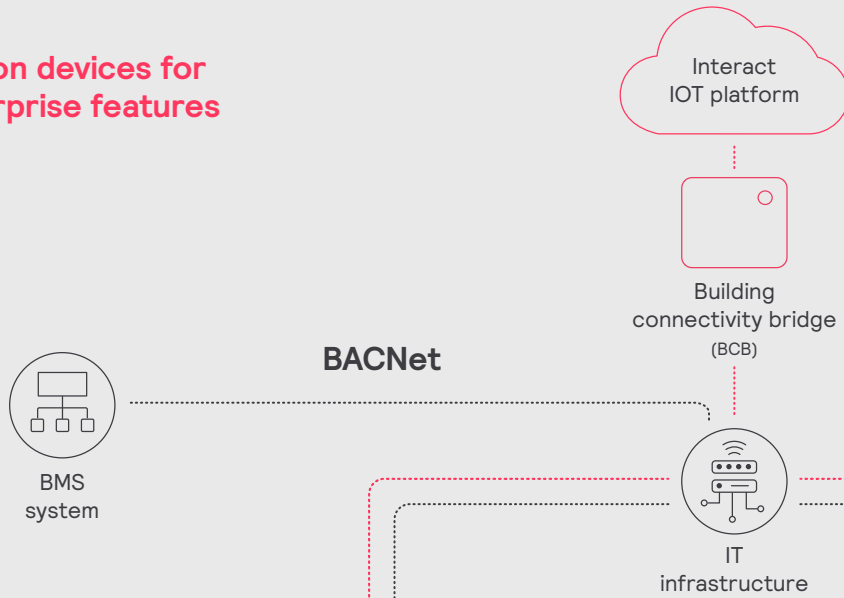 on devices for
rprise features
Interact
IOT platform
Building
connectivity bridge
(BCB)
BACNet
BMS
system
IT
infrastructure